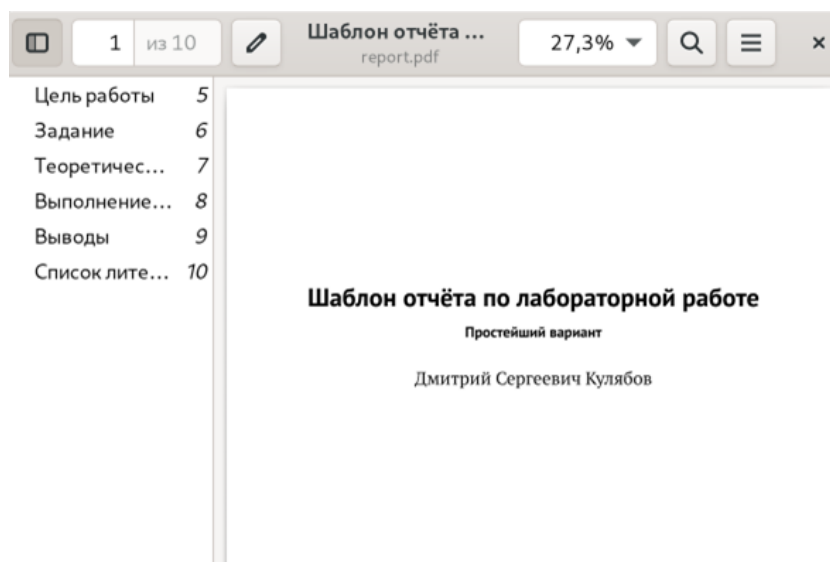 1 из 10 Шаблон отчёта ... 27,3%
report.pdf
Цель работы 5
Задание 6
Теоретичес... 7
Выполнение... 8
Выводы 9
Список лите... 10
Шаблон отчёта по лабораторной работе
Простейший вариант
Дмитрий Сергеевич Кулябов